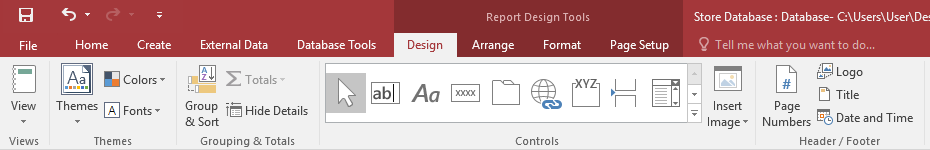 Report Design Tools
Store Database : Database- C:\Users\User\Des
File Home Create External Data Database Tools Design Arrange Format Page Setup Tell me what you want to do...
View
Views
Aa
Themes
Colors
A Fonts
Themes
A
Z
Group
& Sort
Σ Totals
Hide Details
Grouping & Totals
ab
Aa
xxxx
XYZ
Controls
Insert
Image
#
Page
Numbers
Logo
Title
Date and Time
Header / Footer